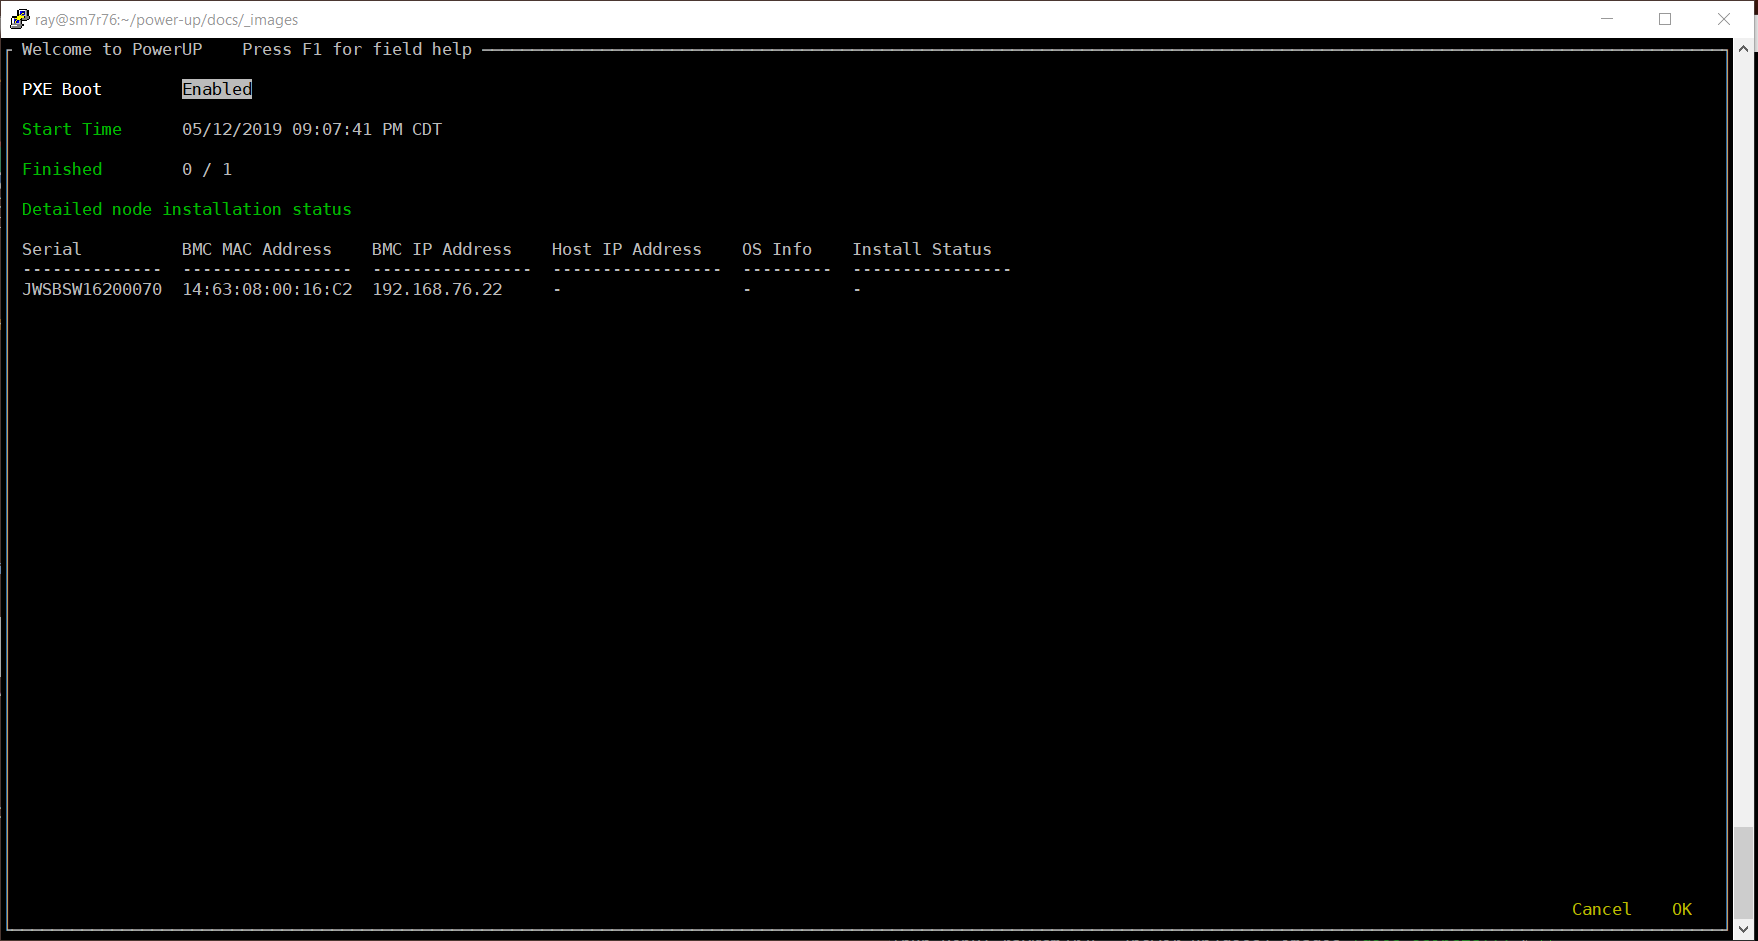 ray@sm7r76:~/power-up/docs/_images
Welcome to PowerUP    Press F1 for field help
PXE Boot        Enabled
Start Time      05/12/2019 09:07:41 PM CDT
Finished        0 / 1
Detailed node installation status
Serial          BMC MAC Address    BMC IP Address    Host IP Address    OS Info    Install Status
--------------  -----------------  ----------------  -----------------  ---------  ----------------
JWSBSW16200070  14:63:08:00:16:C2  192.168.76.22     -                  -          -
Cancel    OK